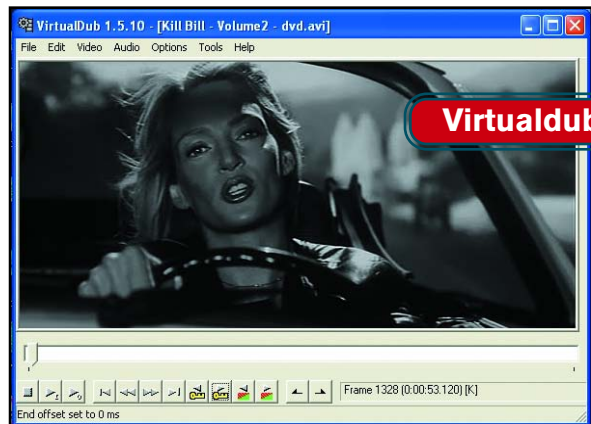 VirtualDub 1.5.10 - [Kill Bill - Volume2 - dvd.avi]
File Edit Video Audio Options Tools Help
Virtualdub
Frame 1328 (0:00:53.120) [K]
End offset set to 0 ms